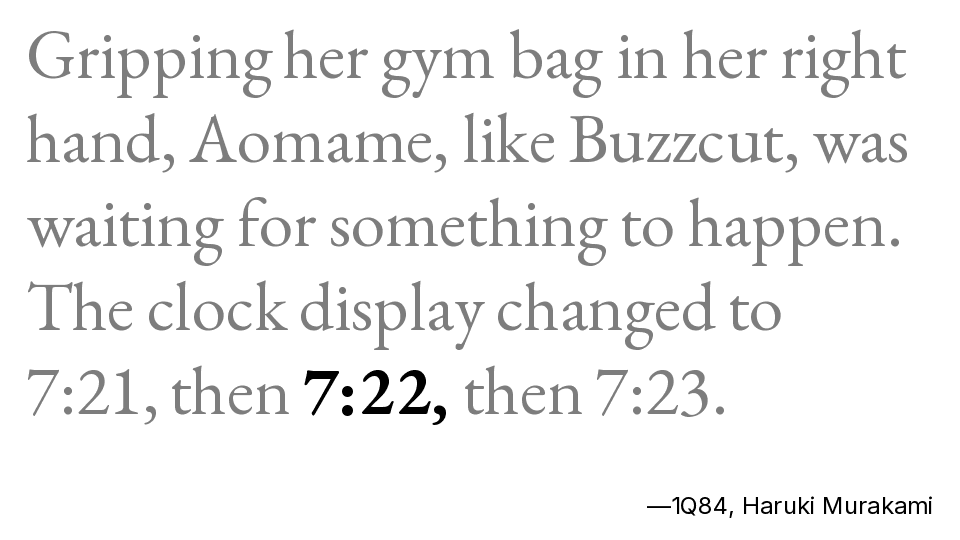 Gripping her gym bag in her right
hand, Aomame, like Buzzcut, was
waiting for something to happen.
The clock display changed to
7:21, then 7:22, then 7:23.
—1Q84, Haruki Murakami